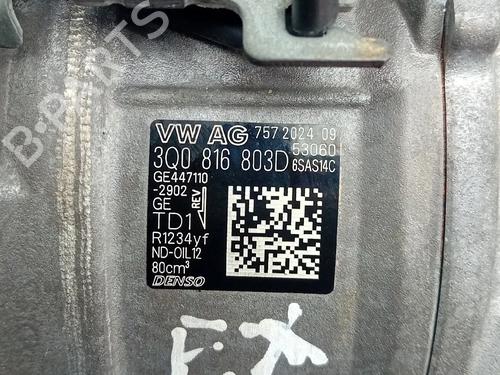 B-PARTS
VW AG 757 2024 09
53060
3Q0 816 803D 6SAS14C
GE447110
-2902
GE REV
TD1
R1234yf
ND-OIL12
80cm³
DENSO